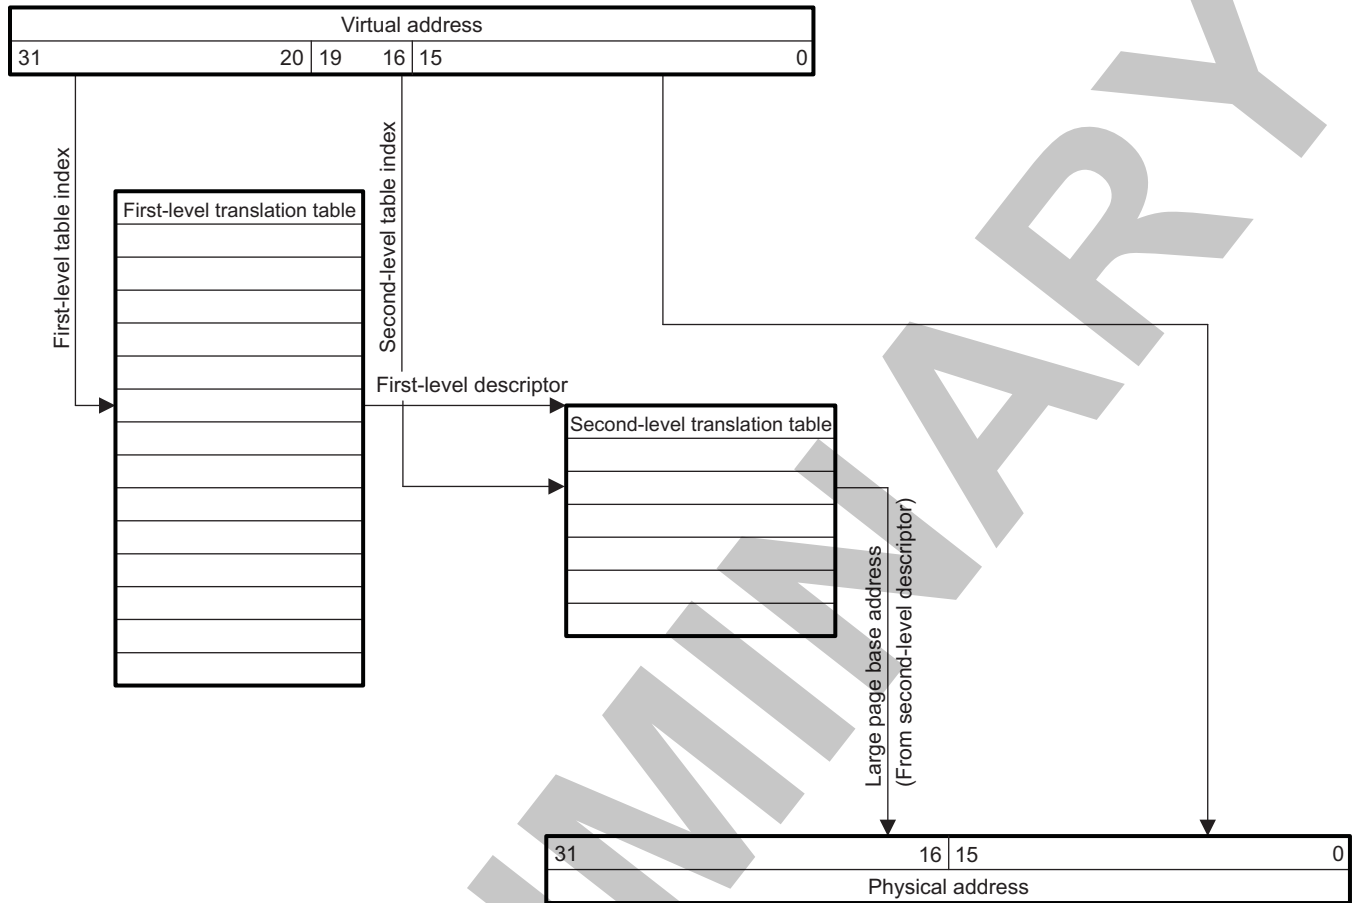 Virtual address
31 20 19 16 15 0
First-level table index
Second-level table index
First-level translation table
First-level descriptor
Second-level translation table
Large page base address
(From second-level descriptor)
31 16 15 0
Physical address